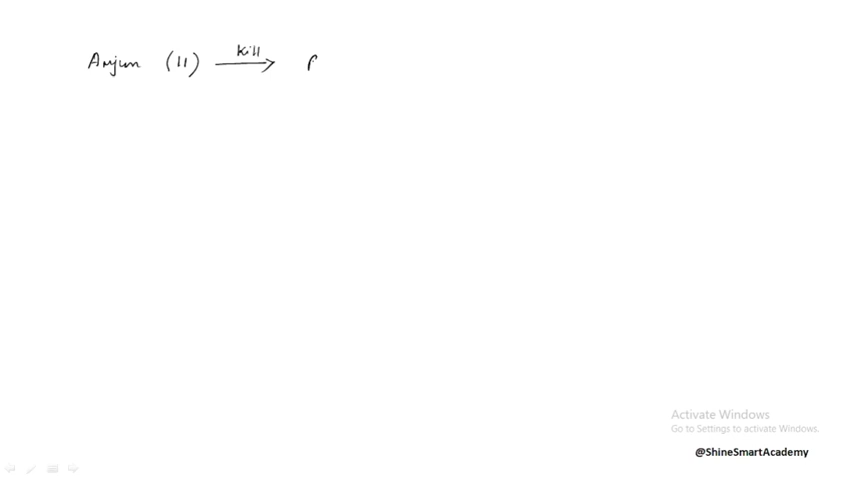 Arjun (11) kill →
Activate Windows
Go to Settings to activate Windows.
@ShineSmartAcademy